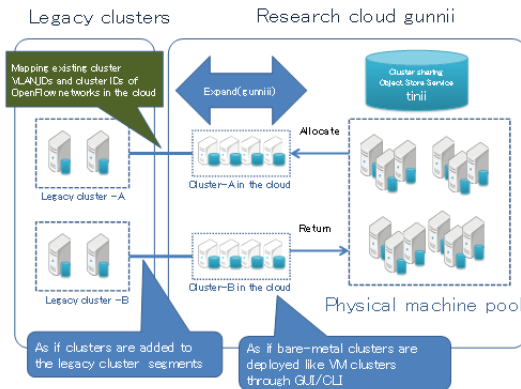 Legacy clusters
Research cloud gunnii
Mapping existing cluster
VLAN,IDs and cluster IDs of
OpenFlow networks in the cloud
Expand(gunniii)
Cluster sharing
Object Store Service
tinii
Allocate
Legacy cluster -A
Cluster-A in the cloud
Return
Legacy cluster -B
Cluster-B in the cloud
Physical machine pool
As if clusters are added to
the legacy cluster segments
As if bare-metal clusters are
deployed like VM clusters
through GUI/CLI